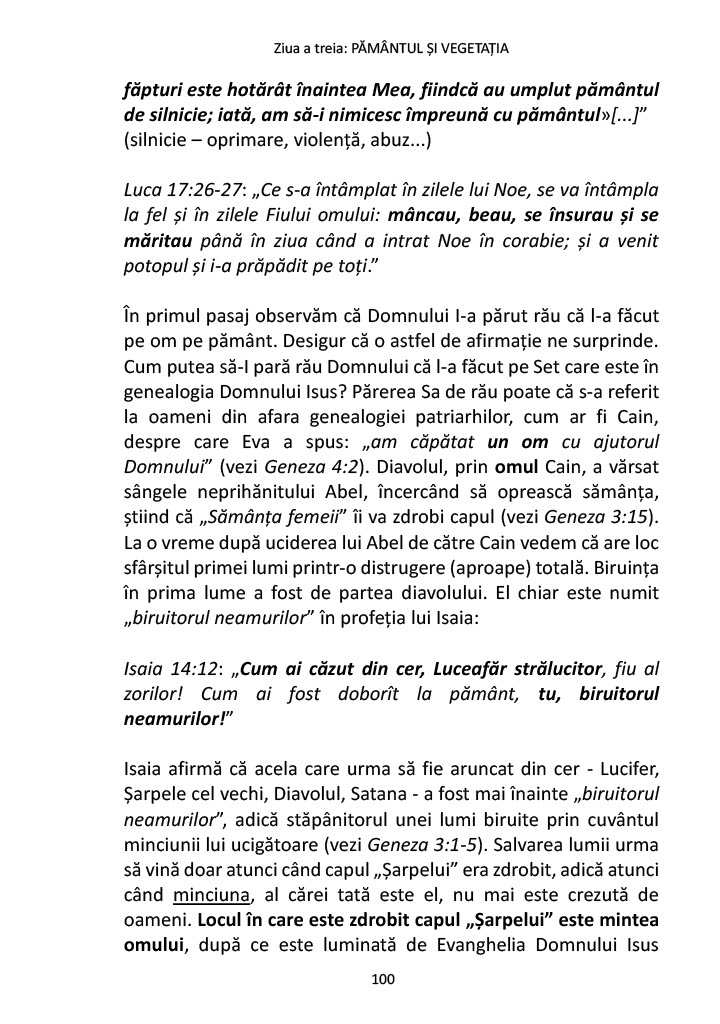 Ziua a treia: PĂMÂNTUL ȘI VEGETAȚIA
făpturi este hotărât înaintea Mea, fiindcă au umplut pământul
de silnicie; iată, am să-i nimicesc împreună cu pământul»[...]”
(silnicie – oprimare, violență, abuz...)
Luca 17:26-27: „Ce s-a întâmplat în zilele lui Noe, se va întâmpla
la fel și în zilele Fiului omului: mâncau, beau, se însurau și se
măritau până în ziua când a intrat Noe în corabie; și a venit
potopul și i-a prăpădit pe toți.”
În primul pasaj observăm că Domnului I-a părut rău că l-a făcut
pe om pe pământ. Desigur că o astfel de afirmație ne surprinde.
Cum putea să-I pară rău Domnului că l-a făcut pe Set care este în
genealogia Domnului Isus? Părerea Sa de rău poate că s-a referit
la oameni din afara genealogiei patriarhilor, cum ar fi Cain,
despre care Eva a spus: „am căpătat un om cu ajutorul
Domnului” (vezi Geneza 4:2). Diavolul, prin omul Cain, a vărsat
sângele neprihănitului Abel, încercând să oprească sămânța,
știind că „Sămânța femeii” îi va zdrobi capul (vezi Geneza 3:15).
La o vreme după uciderea lui Abel de către Cain vedem că are loc
sfârșitul primei lumi printr-o distrugere (aproape) totală. Biruința
în prima lume a fost de partea diavolului. El chiar este numit
„biruitorul neamurilor” în profeția lui Isaia:
Isaia 14:12: „Cum ai căzut din cer, Luceafăr strălucitor, fiu al
zorilor! Cum ai fost doborît la pământ, tu, biruitorul
neamurilor!”
Isaia afirmă că acela care urma să fie aruncat din cer - Lucifer,
Șarpele cel vechi, Diavolul, Satana - a fost mai înainte „biruitorul
neamurilor”, adică stăpânitorul unei lumi biruite prin cuvântul
minciunii lui ucigătoare (vezi Geneza 3:1-5). Salvarea lumii urma
să vină doar atunci când capul „Șarpelui” era zdrobit, adică atunci
când minciuna, al cărei tată este el, nu mai este crezută de
oameni. Locul în care este zdrobit capul „Șarpelui” este mintea
omului, după ce este luminată de Evanghelia Domnului Isus
100